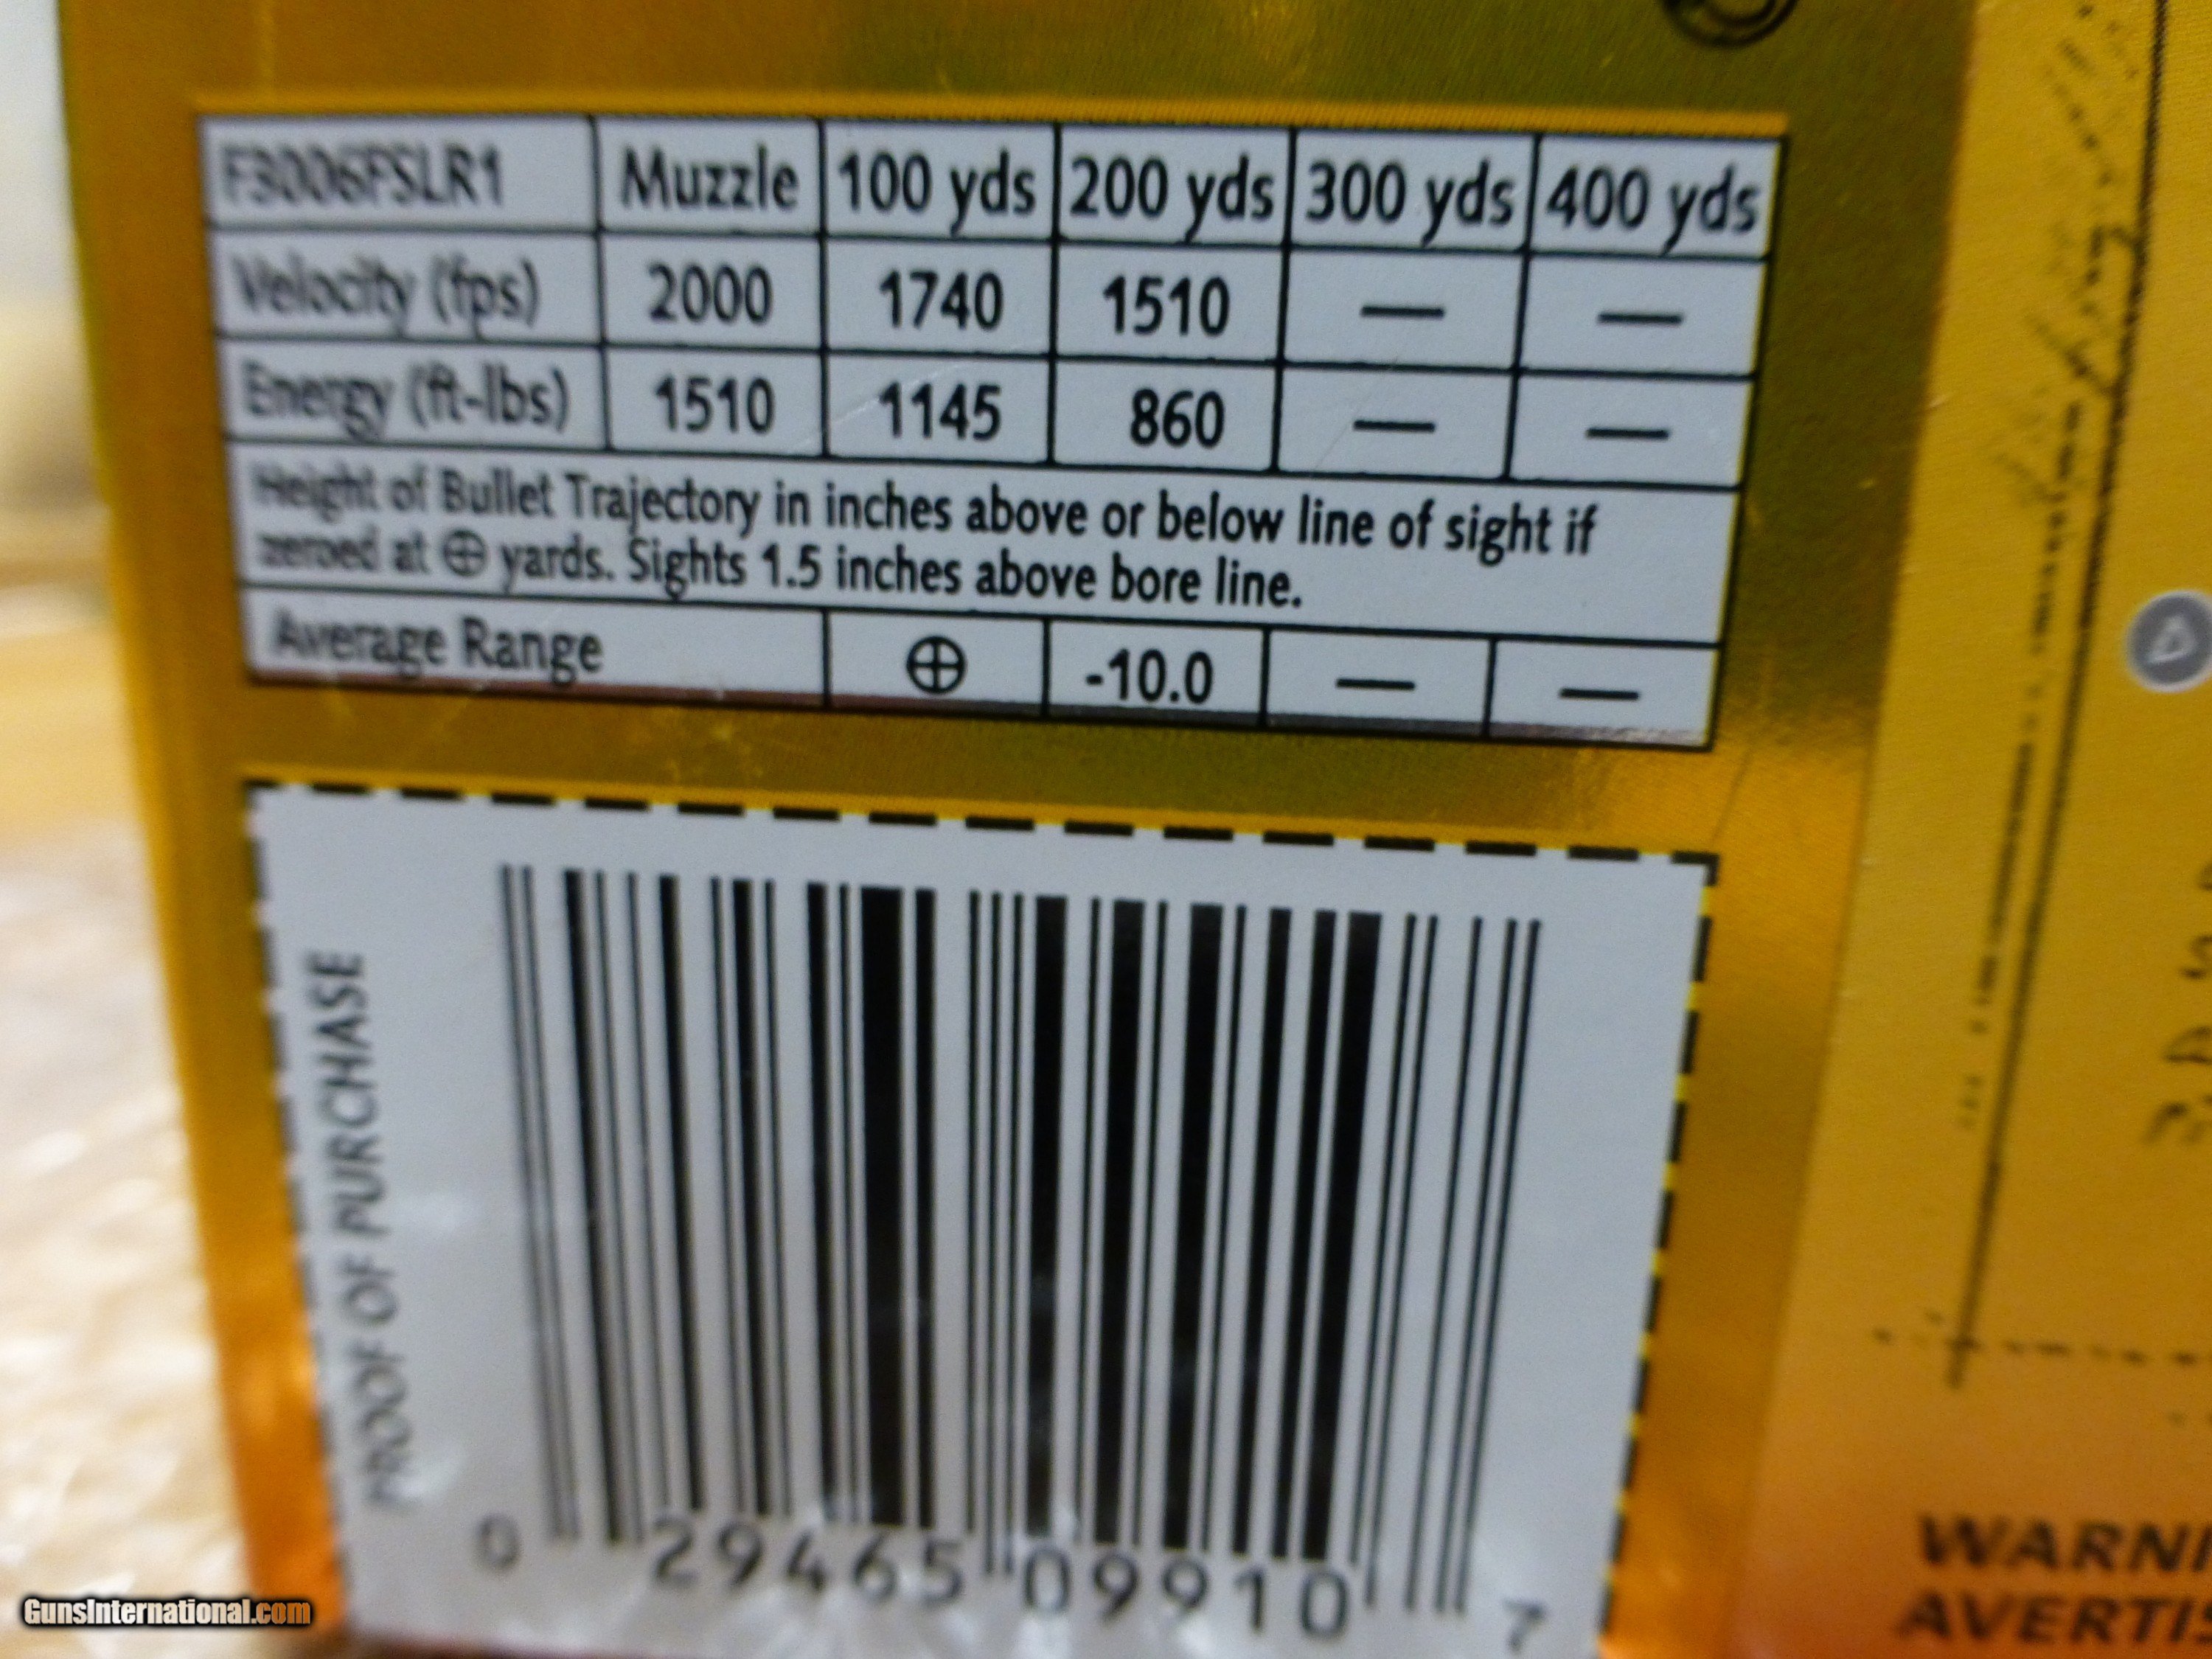 F3006FSLR1 Muzzle 100 yds 200 yds 300 yds 400 yds
Velocity (fps) 2000 1740 1510 — —
Energy (ft-lbs) 1510 1145 860 — —
Height of Bullet Trajectory in inches above or below line of sight if
zeroed at ⊕ yards. Sights 1.5 inches above bore line.
Average Range ⊕ -10.0 — —
PROOF OF PURCHASE
0 29465 09910 7
WARNI
AVERTIS
GunsInternational.com